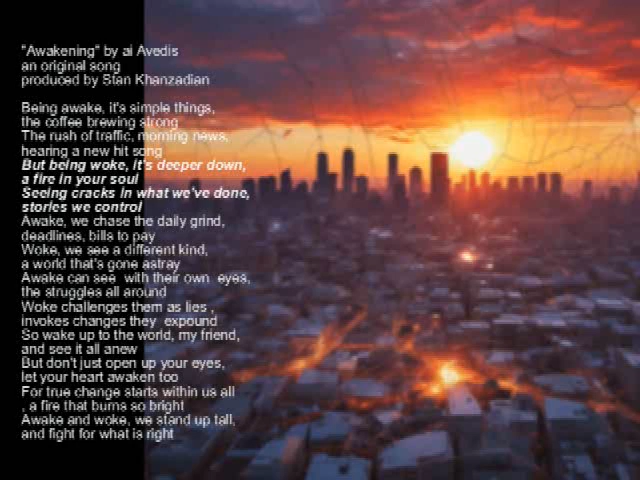 "Awakening" by ai Avedis
an original song
produced by Stan Khanzadian
Being awake, it's simple things,
the coffee brewing strong
The rush of traffic, morning news,
hearing a new hit song
But being woke, it's deeper down,
a fire in your soul
Seeing cracks in what we've done,
stories we control
Awake, we chase the daily grind,
deadlines, bills to pay
Woke, we see a different kind,
a world that's gone astray
Awake can see  with their own  eyes,
the struggles all around
Woke challenges them as lies ,
invokes changes they  expound
So wake up to the world, my friend,
and see it all anew
But don't just open up your eyes,
let your heart awaken too
For true change starts within us all
, a fire that burns so bright
Awake and woke, we stand up tall,
and fight for what is right